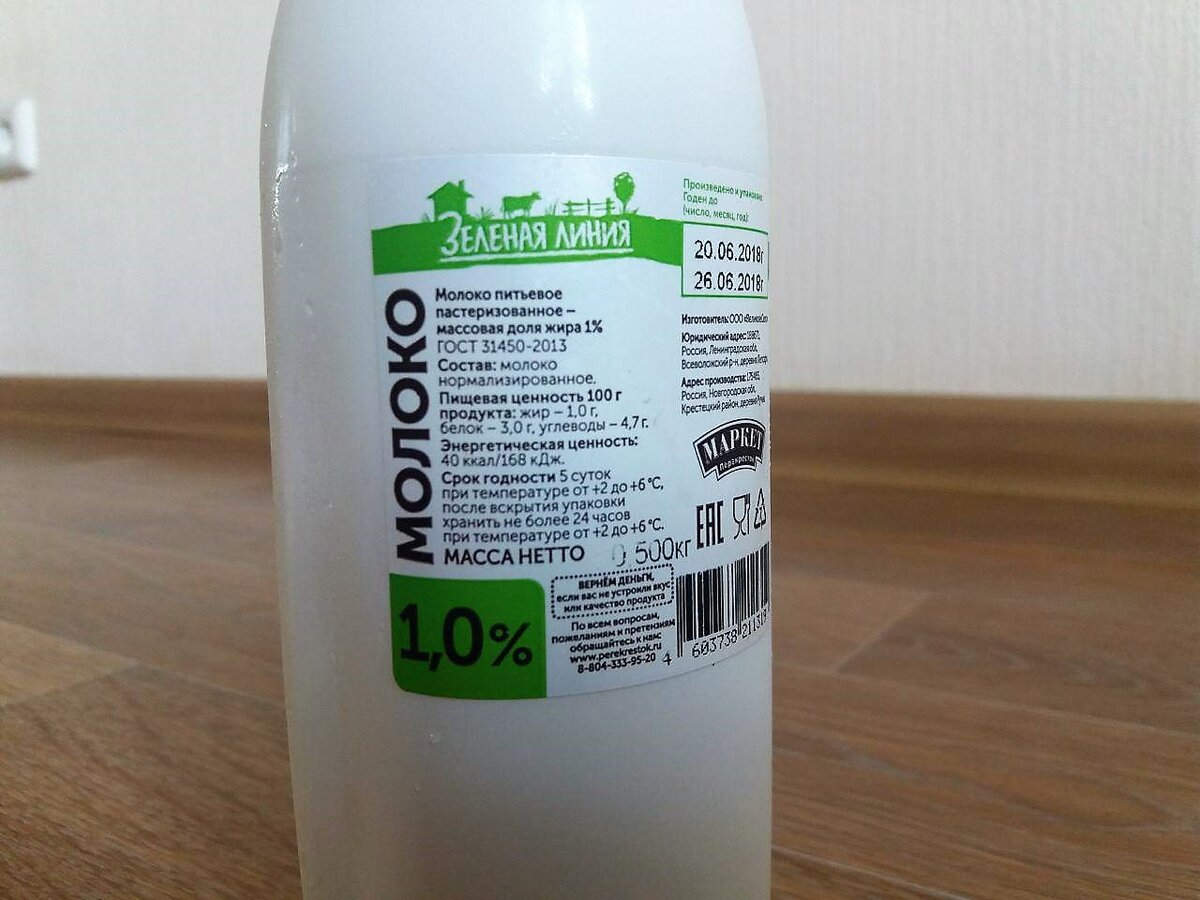 ЗЕЛЕНАЯ ЛИНИЯ
МОЛОКО
Молоко питьевое
пастеризованное –
массовая доля жира 1%
ГОСТ 31450-2013
Состав: молоко
нормализированное.
Пищевая ценность 100 г
продукта: жир – 1,0 г,
белок – 3,0 г, углеводы – 4,7 г.
Энергетическая ценность:
40 ккал/168 кДж.
Срок годности 5 суток
при температуре от +2 до +6 °С,
после вскрытия упаковки
хранить не более 24 часов
при температуре от +2 до +6 °С.
МАССА НЕТТО 0,500кг
1,0%
ВЕРНЁМ ДЕНЬГИ,
если вас не устроили вкус
или качество продукта
По всем вопросам,
пожеланиям и претензиям
обращайтесь к нам:
www.perekrestok.ru
8-804-333-95-20
Произведено и упаковано
Годен до
(число, месяц, год):
20.06.2018г
26.06.2018г
Изготовитель: ООО
Юридический адрес:
Россия, Ленинградская обл,
Всеволожский р-н, деревня
Адрес производства: 175465,
Россия, Новгородская обл,
Крестецкий район, деревня
МАРКЕТ
Перекресток
ЕАС
4 603738 211319